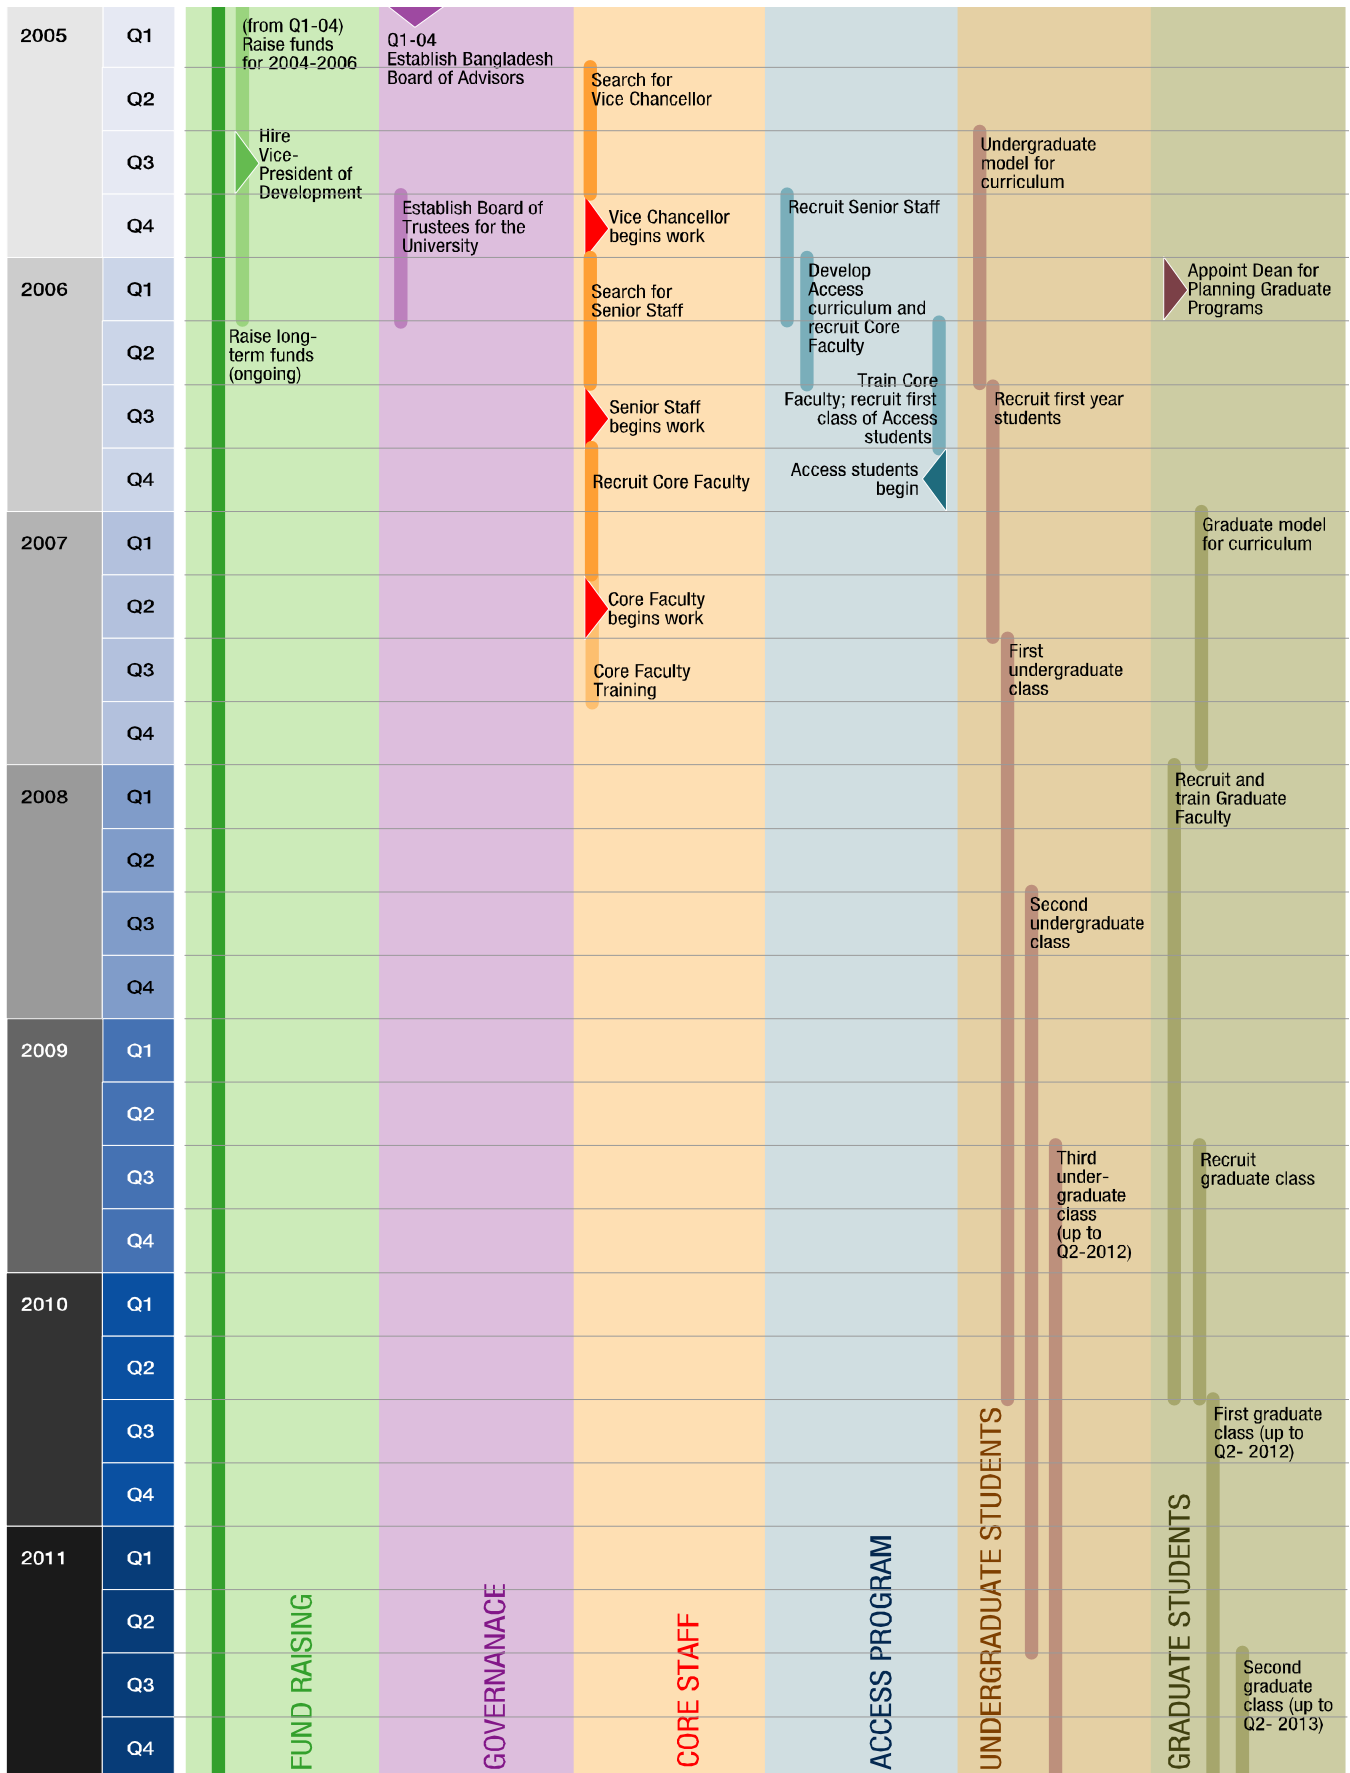 2005
Q1
Q2
Q3
Q4
2006
Q1
Q2
Q3
Q4
2007
Q1
Q2
Q3
Q4
2008
Q1
Q2
Q3
Q4
2009
Q1
Q2
Q3
Q4
2010
Q1
Q2
Q3
Q4
2011
Q1
Q2
Q3
Q4
(from Q1-04)
Raise funds
for 2004-2006
Hire
Vice-
President of
Development
Raise long-
term funds
(ongoing)
FUND RAISING
Q1-04
Establish Bangladesh
Board of Advisors
Establish Board of
Trustees for the
University
GOVERNANACE
Search for
Vice Chancellor
Vice Chancellor
begins work
Search for
Senior Staff
Senior Staff
begins work
Recruit Core Faculty
Core Faculty
begins work
Core Faculty
Training
CORE STAFF
Recruit Senior Staff
Develop
Access
curriculum and
recruit Core
Faculty
Train Core
Faculty; recruit first
class of Access
students
Access students
begin
ACCESS PROGRAM
Undergraduate
model for
curriculum
Recruit first year
students
First
undergraduate
class
Second
undergraduate
class
Third
under-
graduate
class
(up to
Q2-2012)
UNDERGRADUATE STUDENTS
Appoint Dean for
Planning Graduate
Programs
Graduate model
for curriculum
Recruit and
train Graduate
Faculty
Recruit
graduate class
First graduate
class (up to
Q2- 2012)
Second
graduate
class (up to
Q2- 2013)
GRADUATE STUDENTS